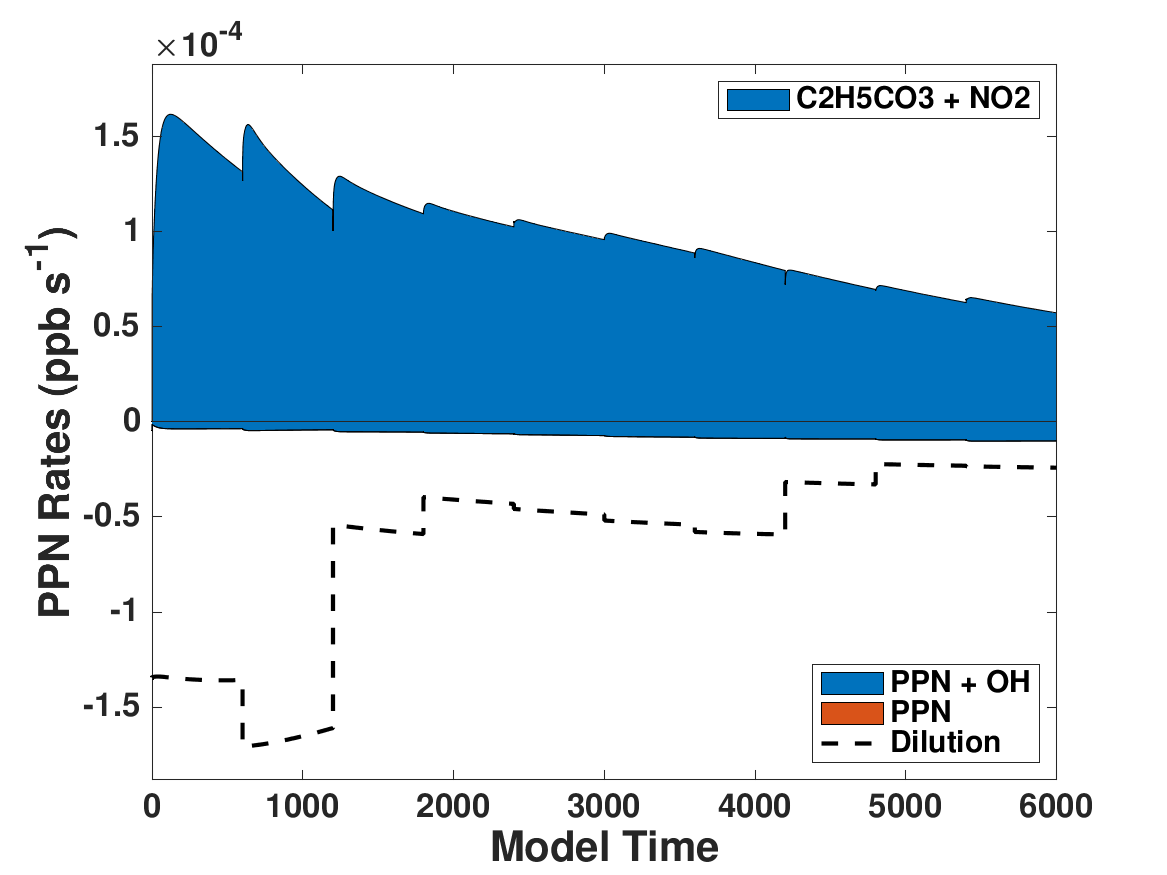 ×10-4
C2H5CO3 + NO2
1.5
1
0.5
0
-0.5
-1
-1.5
PPN Rates (ppb s-1)
PPN + OH
PPN
Dilution
0 1000 2000 3000 4000 5000 6000
Model Time